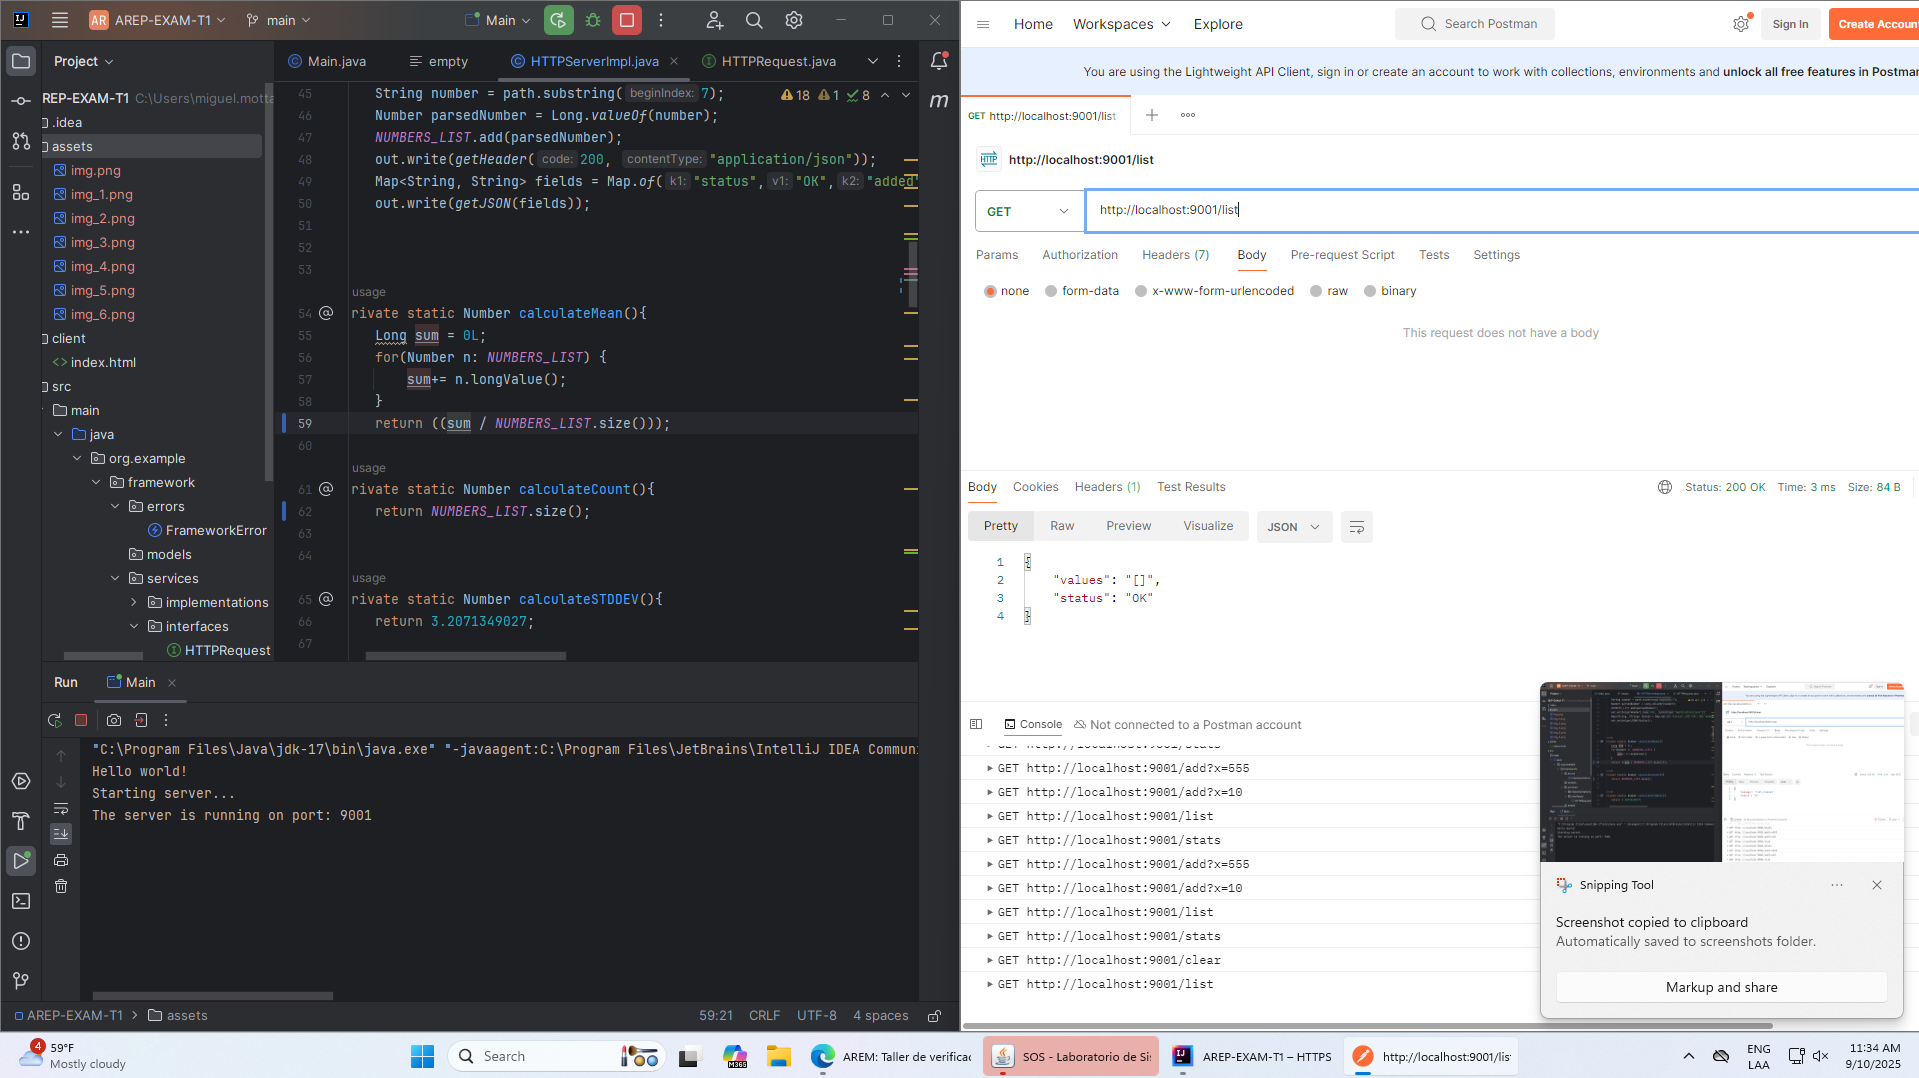 AR AREP-EXAM-T1
main
Main
Project
Main.java
empty
HTTPServerImpl.java
HTTPRequest.java
REP-EXAM-T1 C:\Users\miguel.motta
.idea
assets
img.png
img_1.png
img_2.png
img_3.png
img_4.png
img_5.png
img_6.png
client
<> index.html
src
main
java
org.example
framework
errors
FrameworkError
models
services
implementations
interfaces
HTTPRequest
18 1 8
45 String number = path.substring( beginIndex: 7);
46 Number parsedNumber = Long.valueOf(number);
47 NUMBERS_LIST.add(parsedNumber);
48 out.write(getHeader( code: 200, contentType: "application/json"));
49 Map<String, String> fields = Map.of( k1: "status", v1: "OK", k2: "added"
50 out.write(getJSON(fields));
51
52
53
usage
54 rivate static Number calculateMean(){
55 Long sum = 0L;
56 for(Number n: NUMBERS_LIST) {
57 sum+= n.longValue();
58 }
59 return ((sum / NUMBERS_LIST.size()));
60
usage
61 rivate static Number calculateCount(){
62 return NUMBERS_LIST.size();
63
64
usage
65 rivate static Number calculateSTDDEV(){
66 return 3.2071349027;
67
Run
Main
"C:\Program Files\Java\jdk-17\bin\java.exe" "-javaagent:C:\Program Files\JetBrains\IntelliJ IDEA Commun
Hello world!
Starting server...
The server is running on port: 9001
AREP-EXAM-T1 > assets
59:21 CRLF UTF-8 4 spaces
Home Workspaces Explore
Search Postman
Sign In
Create Accoun
You are using the Lightweight API Client, sign in or create an account to work with collections, environments and unlock all free features in Postman
GET http://localhost:9001/list
HTTP http://localhost:9001/list
GET
http://localhost:9001/list
Params Authorization Headers (7) Body Pre-request Script Tests Settings
none form-data x-www-form-urlencoded raw binary
This request does not have a body
Body Cookies Headers (1) Test Results
Status: 200 OK Time: 3 ms Size: 84 B
Pretty Raw Preview Visualize JSON
1 {
2 "values": "[]",
3 "status": "OK"
4 }
Console
Not connected to a Postman account
GET http://localhost:9001/stats
GET http://localhost:9001/add?x=555
GET http://localhost:9001/add?x=10
GET http://localhost:9001/list
GET http://localhost:9001/stats
GET http://localhost:9001/add?x=555
GET http://localhost:9001/add?x=10
GET http://localhost:9001/list
GET http://localhost:9001/stats
GET http://localhost:9001/clear
GET http://localhost:9001/list
Snipping Tool
Screenshot copied to clipboard
Automatically saved to screenshots folder.
Markup and share
4
59°F
Mostly cloudy
Search
M365
AREM: Taller de verificac
SOS - Laboratorio de Si
AREP-EXAM-T1 – HTTPS
http://localhost:9001/lis
ENG
LAA
11:34 AM
9/10/2025